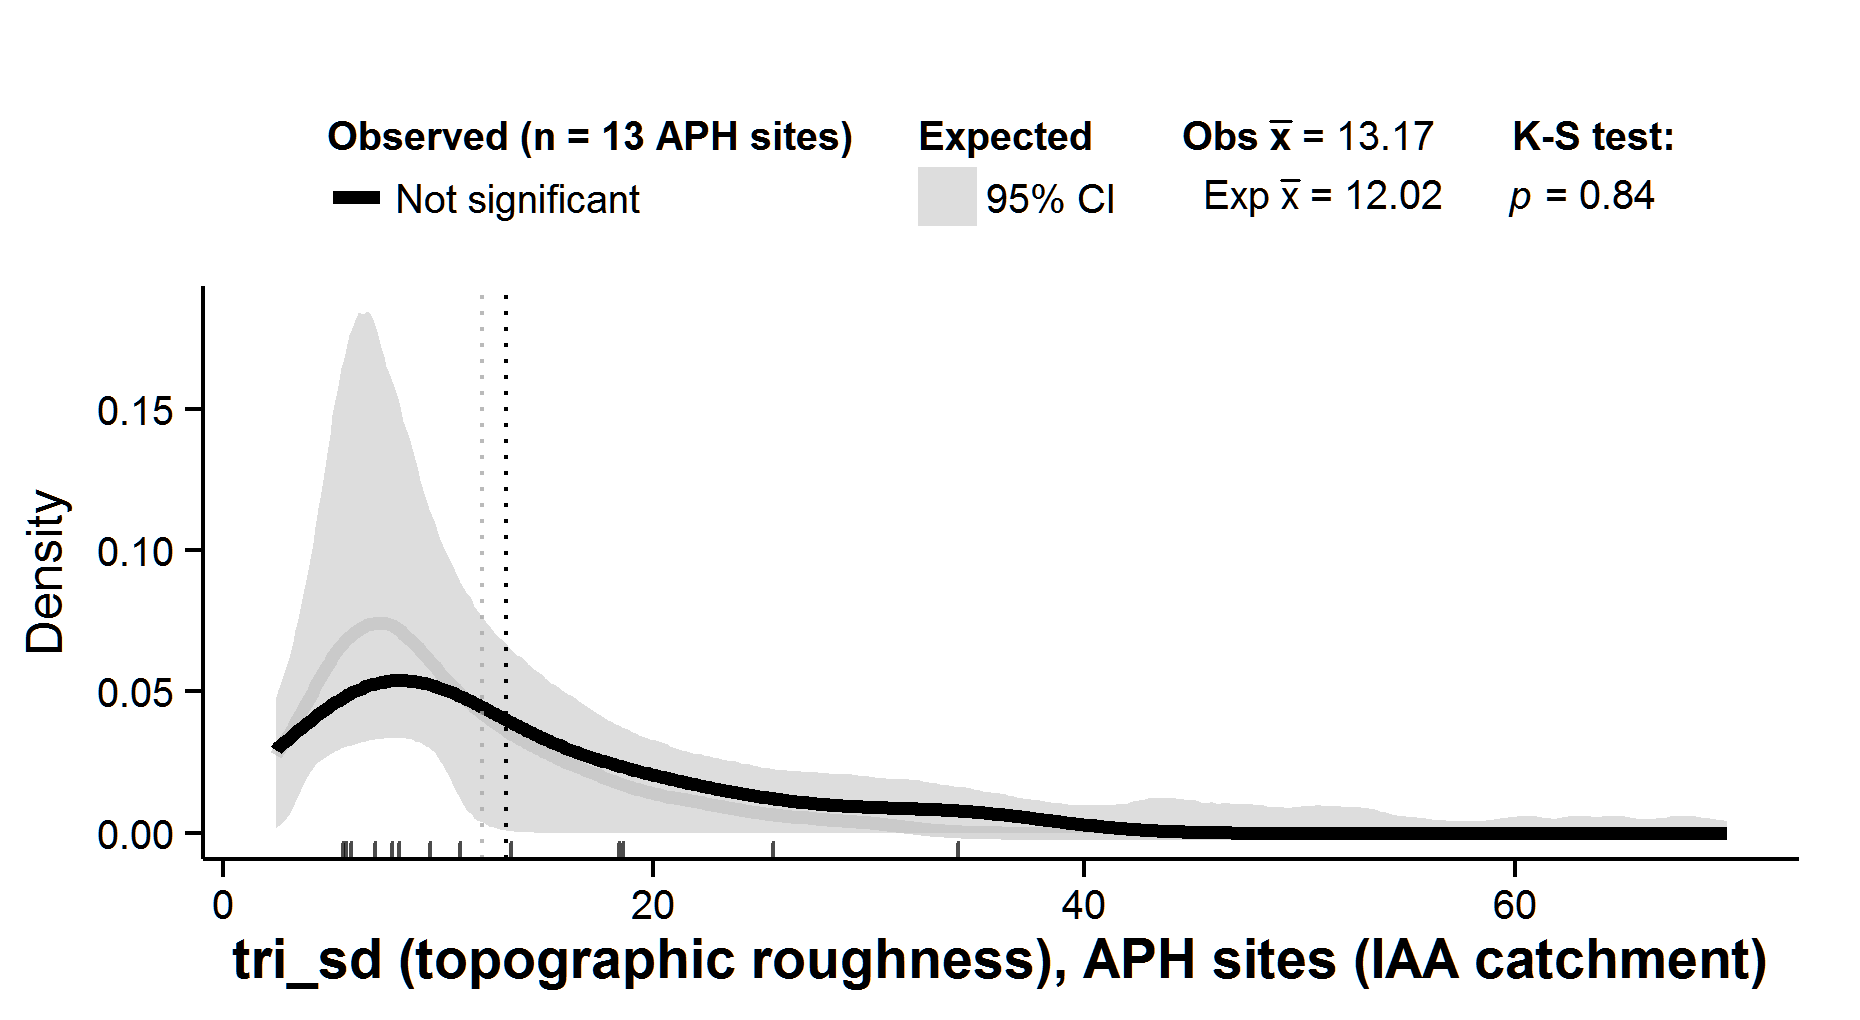 Observed (n = 13 APH sites) Expected Obs x̅ = 13.17 K-S test:
Not significant 95% CI Exp x̅ = 12.02 p = 0.84
Density
0.15
0.10
0.05
0.00
0 20 40 60
tri_sd (topographic roughness), APH sites (IAA catchment)